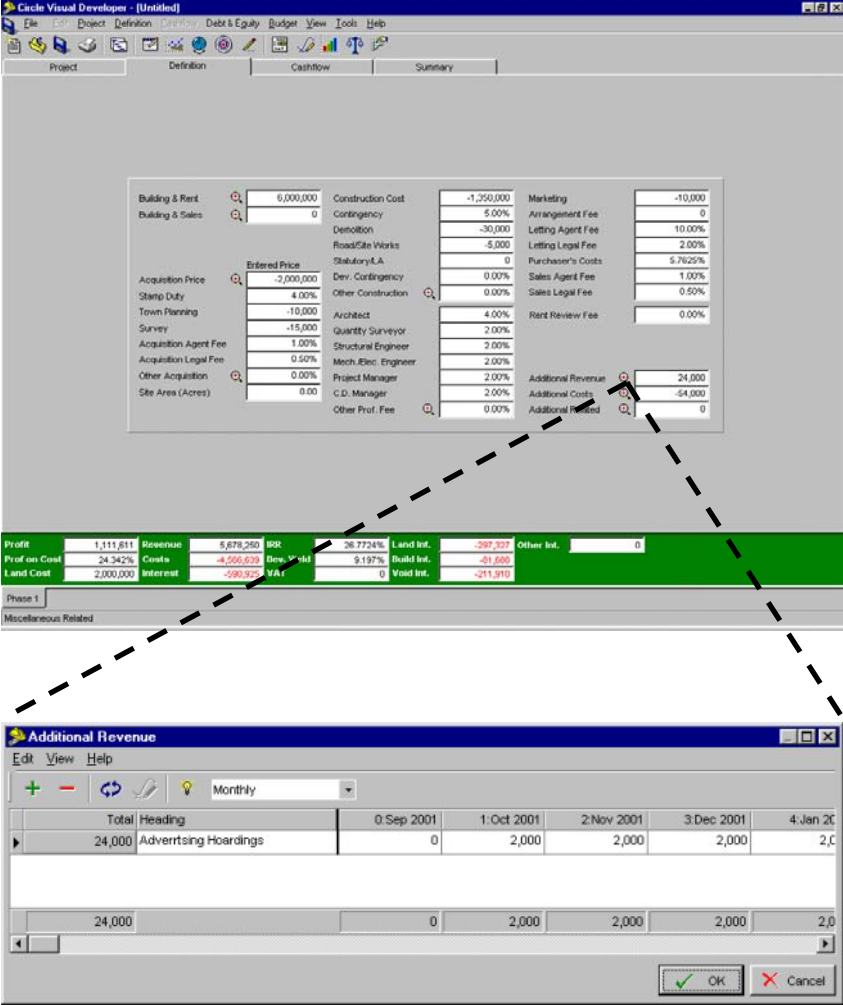 Circle Visual Developer - [Untitled]
File Edit Project Definition Cashflow Debt & Equity Budget View Tools Help
Project Definition Cashflow Summary
Building & Rent 6,000,000 Construction Cost -1,350,000 Marketing -10,000
Building & Sales 0 Contingency 5.00% Arrangement Fee 0
Demolition -30,000 Letting Agent Fee 10.00%
Road/Site Works -5,000 Letting Legal Fee 2.00%
Entered Price Statutory/LA 0 Purchaser's Costs 5.7625%
Acquisition Price -2,000,000 Dev. Contingency 0.00% Sales Agent Fee 1.00%
Stamp Duty 4.00% Other Construction 0.00% Sales Legal Fee 0.50%
Town Planning -10,000 Architect 4.00% Rent Review Fee 0.00%
Survey -15,000 Quantity Surveyor 2.00%
Acquisition Agent Fee 1.00% Structural Engineer 2.00%
Acquisition Legal Fee 0.50% Mech./Elec. Engineer 2.00%
Other Acquisition 0.00% Project Manager 2.00% Additional Revenue 24,000
Site Area (Acres) 0.00 C.D. Manager 2.00% Additional Costs -54,000
Other Prof. Fee 0.00% Additional Related 0
Profit 1,111,611 Revenue 5,678,250 IRR 26.7724% Land Int. -297,327 Other Int. 0
Prof on Cost 24.342% Costs -4,566,639 Dev. Yield 9.197% Build Int.
Land Cost 2,000,000 Interest -590,925 VAT 0 Void Int. -211,910
Phase 1
Miscellaneous Related
Additional Revenue
Edit View Help
Monthly
Total Heading 0:Sep 2001 1:Oct 2001 2:Nov 2001 3:Dec 2001 4:Jan 20
24,000 Adverrtsing Hoardings 0 2,000 2,000 2,000 2,0
24,000 0 2,000 2,000 2,000 2,0
OK Cancel